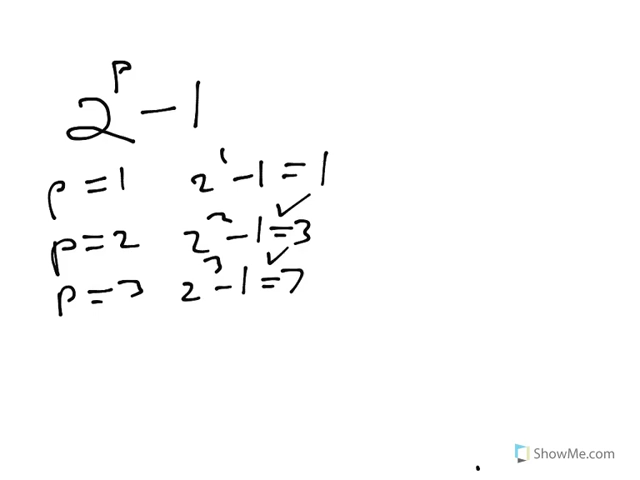 2^p - 1
p = 1 2^1 - 1 = 1
p = 2 2^2 - 1 = 3 ✓
p = 3 2^3 - 1 = 7 ✓
ShowMe.com